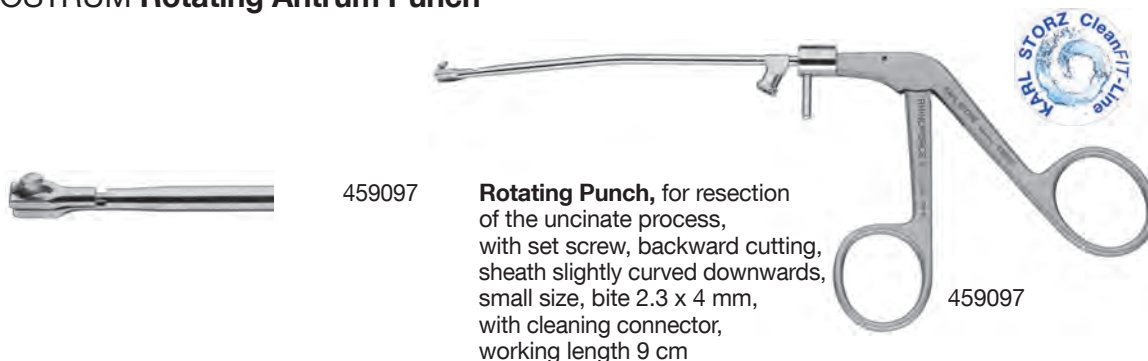 OSTRUM Rotating Antrum Punch
KARL STORZ CleanFIT-Line
459097
Rotating Punch, for resection
of the uncinate process,
with set screw, backward cutting,
sheath slightly curved downwards,
small size, bite 2.3 x 4 mm,
with cleaning connector,
working length 9 cm
459097